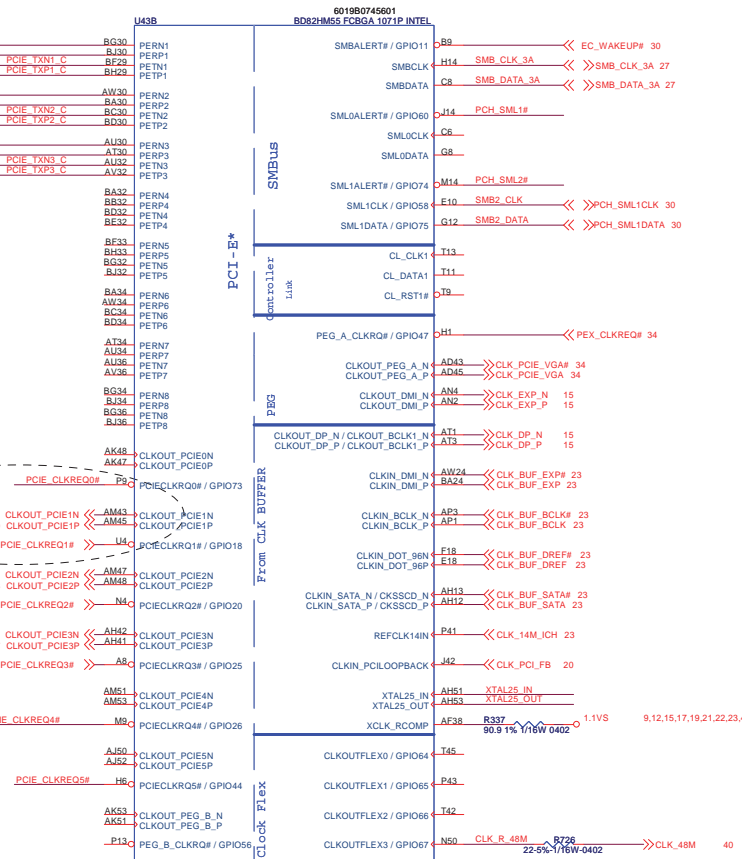 6019B0745601
U43B BD82HM55 FCBGA 1071P INTEL
BG30 PERN1 SMBALERT# / GPIO11 B9 EC_WAKEUP# 30
BJ30 PERP1
PCIE_TXN1_C BF29 PETN1 SMBCLK H14 SMB_CLK_3A SMB_CLK_3A 27
PCIE_TXP1_C BH29 PETP1
SMBDATA C8 SMB_DATA_3A SMB_DATA_3A 27
AW30 PERN2
BA30 PERP2
PCIE_TXN2_C BC30 PETN2 SML0ALERT# / GPIO60 J14 PCH_SML1#
PCIE_TXP2_C BD30 PETP2
SML0CLK C6
AU30 PERN3
AT30 PERP3 SML0DATA G8
PCIE_TXN3_C AU32 PETN3
PCIE_TXP3_C AV32 PETP3
SMBus
SML1ALERT# / GPIO74 M14 PCH_SML2#
BA32 PERN4
BB32 PERP4 SML1CLK / GPIO58 E10 SMB2_CLK PCH_SML1CLK 30
BD32 PETN4
BE32 PETP4 SML1DATA / GPIO75 G12 SMB2_DATA PCH_SML1DATA 30
PCI-E*
BF33 PERN5
BH33 PERP5 CL_CLK1 T13
BG32 PETN5
BJ32 PETP5 CL_DATA1 T11
Controller
Link
BA34 PERN6 CL_RST1# T9
AW34 PERP6
BC34 PETN6
BD34 PETP6
PEG_A_CLKRQ# / GPIO47 H1 PEX_CLKREQ# 34
AT34 PERN7
AU34 PERP7
AU36 PETN7 CLKOUT_PEG_A_N AD43 CLK_PCIE_VGA# 34
AV36 PETP7 CLKOUT_PEG_A_P AD45 CLK_PCIE_VGA 34
PEG
BG34 PERN8 CLKOUT_DMI_N AN4 CLK_EXP_N 15
BJ34 PERP8 CLKOUT_DMI_P AN2 CLK_EXP_P 15
BG36 PETN8
BJ36 PETP8
CLKOUT_DP_N / CLKOUT_BCLK1_N AT1 CLK_DP_N 15
CLKOUT_DP_P / CLKOUT_BCLK1_P AT3 CLK_DP_P 15
AK48 CLKOUT_PCIE0N
AK47 CLKOUT_PCIE0P
From CLK BUFFER
CLKIN_DMI_N AW24 CLK_BUF_EXP# 23
PCIE_CLKREQ0# P9 PCIECLKRQ0# / GPIO73 CLKIN_DMI_P BA24 CLK_BUF_EXP 23
CLKOUT_PCIE1N AM43 CLKOUT_PCIE1N CLKIN_BCLK_N AP3 CLK_BUF_BCLK# 23
CLKOUT_PCIE1P AM45 CLKOUT_PCIE1P CLKIN_BCLK_P AP1 CLK_BUF_BCLK 23
PCIE_CLKREQ1# U4 PCIECLKRQ1# / GPIO18
CLKIN_DOT_96N F18 CLK_BUF_DREF# 23
CLKIN_DOT_96P E18 CLK_BUF_DREF 23
CLKOUT_PCIE2N AM47 CLKOUT_PCIE2N
CLKOUT_PCIE2P AM48 CLKOUT_PCIE2P
CLKIN_SATA_N / CKSSCD_N AH13 CLK_BUF_SATA# 23
PCIE_CLKREQ2# N4 PCIECLKRQ2# / GPIO20 CLKIN_SATA_P / CKSSCD_P AH12 CLK_BUF_SATA 23
CLKOUT_PCIE3N AH42 CLKOUT_PCIE3N REFCLK14IN P41 CLK_14M_ICH 23
CLKOUT_PCIE3P AH41 CLKOUT_PCIE3P
PCIE_CLKREQ3# A8 PCIECLKRQ3# / GPIO25 CLKIN_PCILOOPBACK J42 CLK_PCI_FB 20
AM51 CLKOUT_PCIE4N XTAL25_IN AH51 XTAL25_IN
AM53 CLKOUT_PCIE4P XTAL25_OUT AH53 XTAL25_OUT
IE_CLKREQ4# M9 PCIECLKRQ4# / GPIO26 XCLK_RCOMP AF38 R337 1.1VS 9,12,15,17,19,21,22,23,
90.9 1% 1/16W 0402
AJ50 CLKOUT_PCIE5N CLKOUTFLEX0 / GPIO64 T45
AJ52 CLKOUT_PCIE5P
Clock Flex
PCIE_CLKREQ5# H6 PCIECLKRQ5# / GPIO44 CLKOUTFLEX1 / GPIO65 P43
AK53 CLKOUT_PEG_B_N CLKOUTFLEX2 / GPIO66 T42
AK51 CLKOUT_PEG_B_P
P13 PEG_B_CLKRQ# / GPIO56 CLKOUTFLEX3 / GPIO67 N50 CLK_R_48M R726 CLK_48M 40
22-5%-1/16W-0402